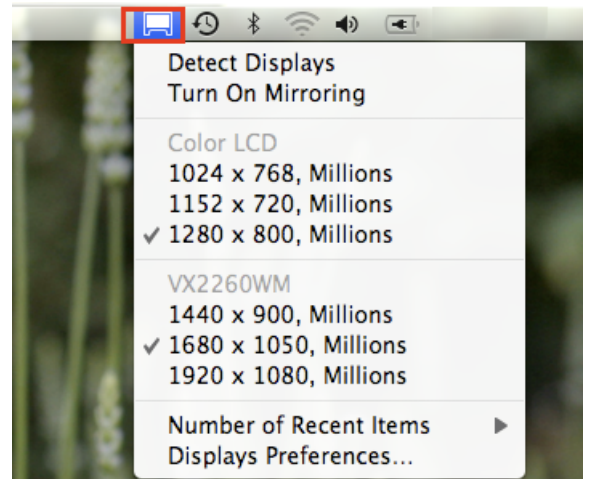 Detect Displays
Turn On Mirroring
Color LCD
1024 x 768, Millions
1152 x 720, Millions
1280 x 800, Millions
VX2260WM
1440 x 900, Millions
1680 x 1050, Millions
1920 x 1080, Millions
Number of Recent Items
Displays Preferences...